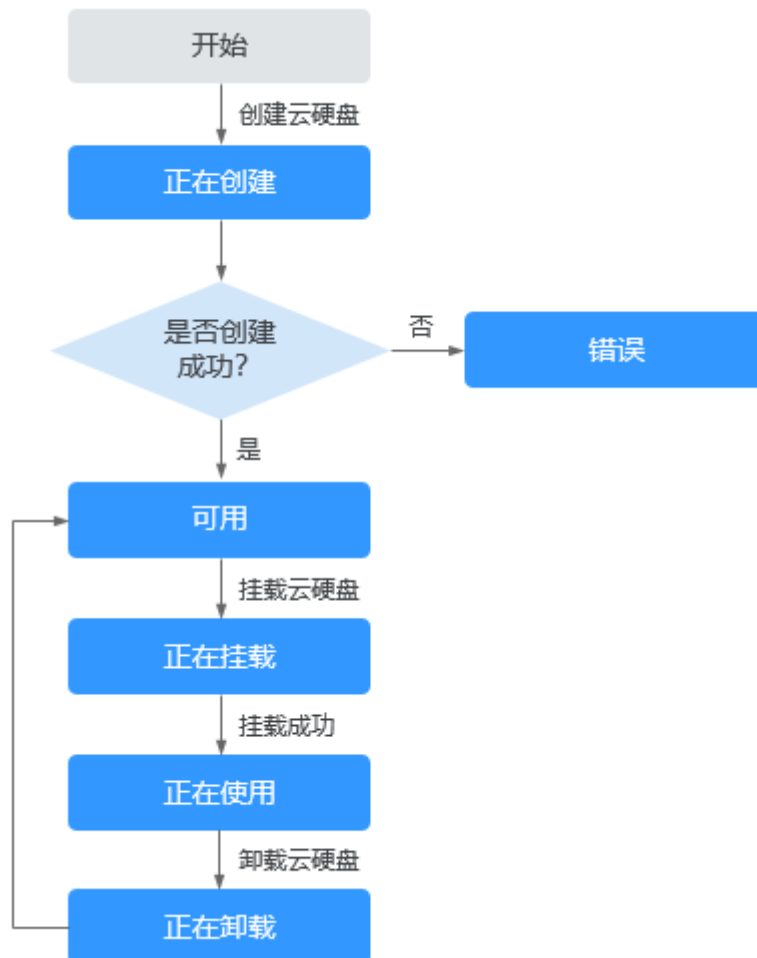 开始
创建云硬盘
正在创建
是否创建
成功?
否
错误
是
可用
挂载云硬盘
正在挂载
挂载成功
正在使用
卸载云硬盘
正在卸载